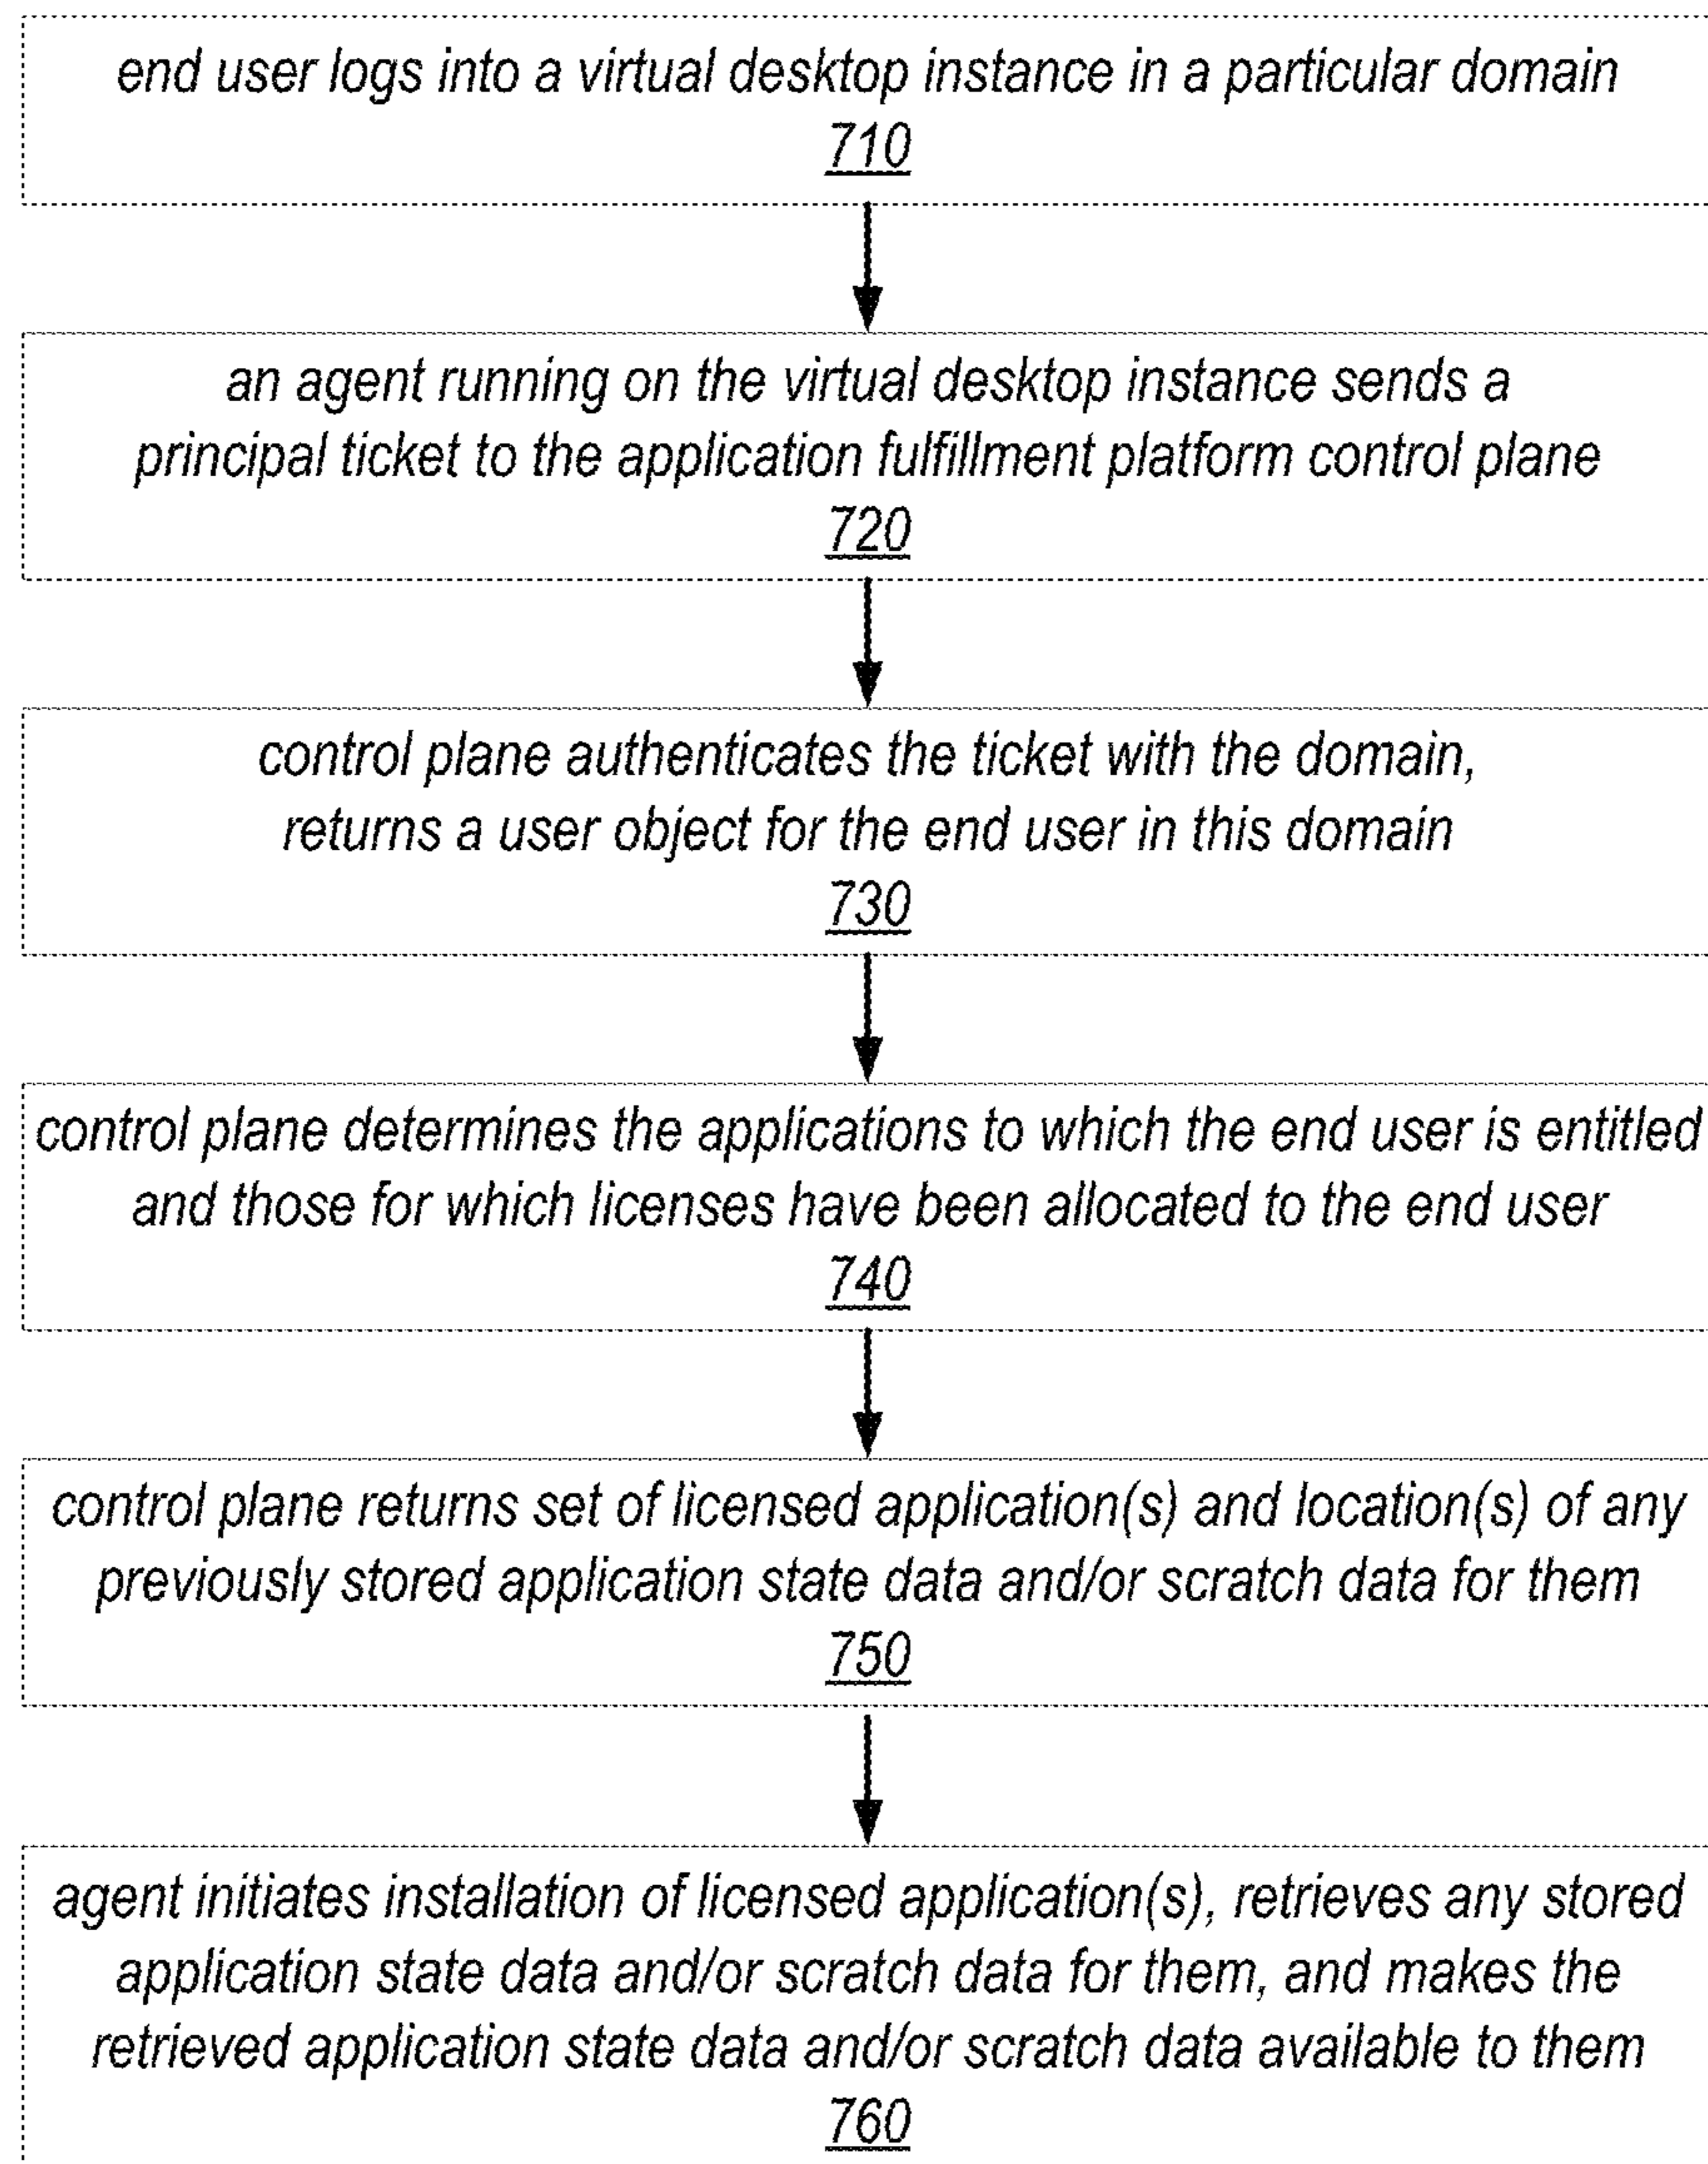 end user logs into a virtual desktop instance in a particular domain
710
an agent running on the virtual desktop instance sends a
principal ticket to the application fulfillment platform control plane
720
control plane authenticates the ticket with the domain,
returns a user object for the end user in this domain
730
control plane determines the applications to which the end user is entitled
and those for which licenses have been allocated to the end user
740
control plane returns set of licensed application(s) and location(s) of any
previously stored application state data and/or scratch data for them
750
agent initiates installation of licensed application(s), retrieves any stored
application state data and/or scratch data for them, and makes the
retrieved application state data and/or scratch data available to them
760